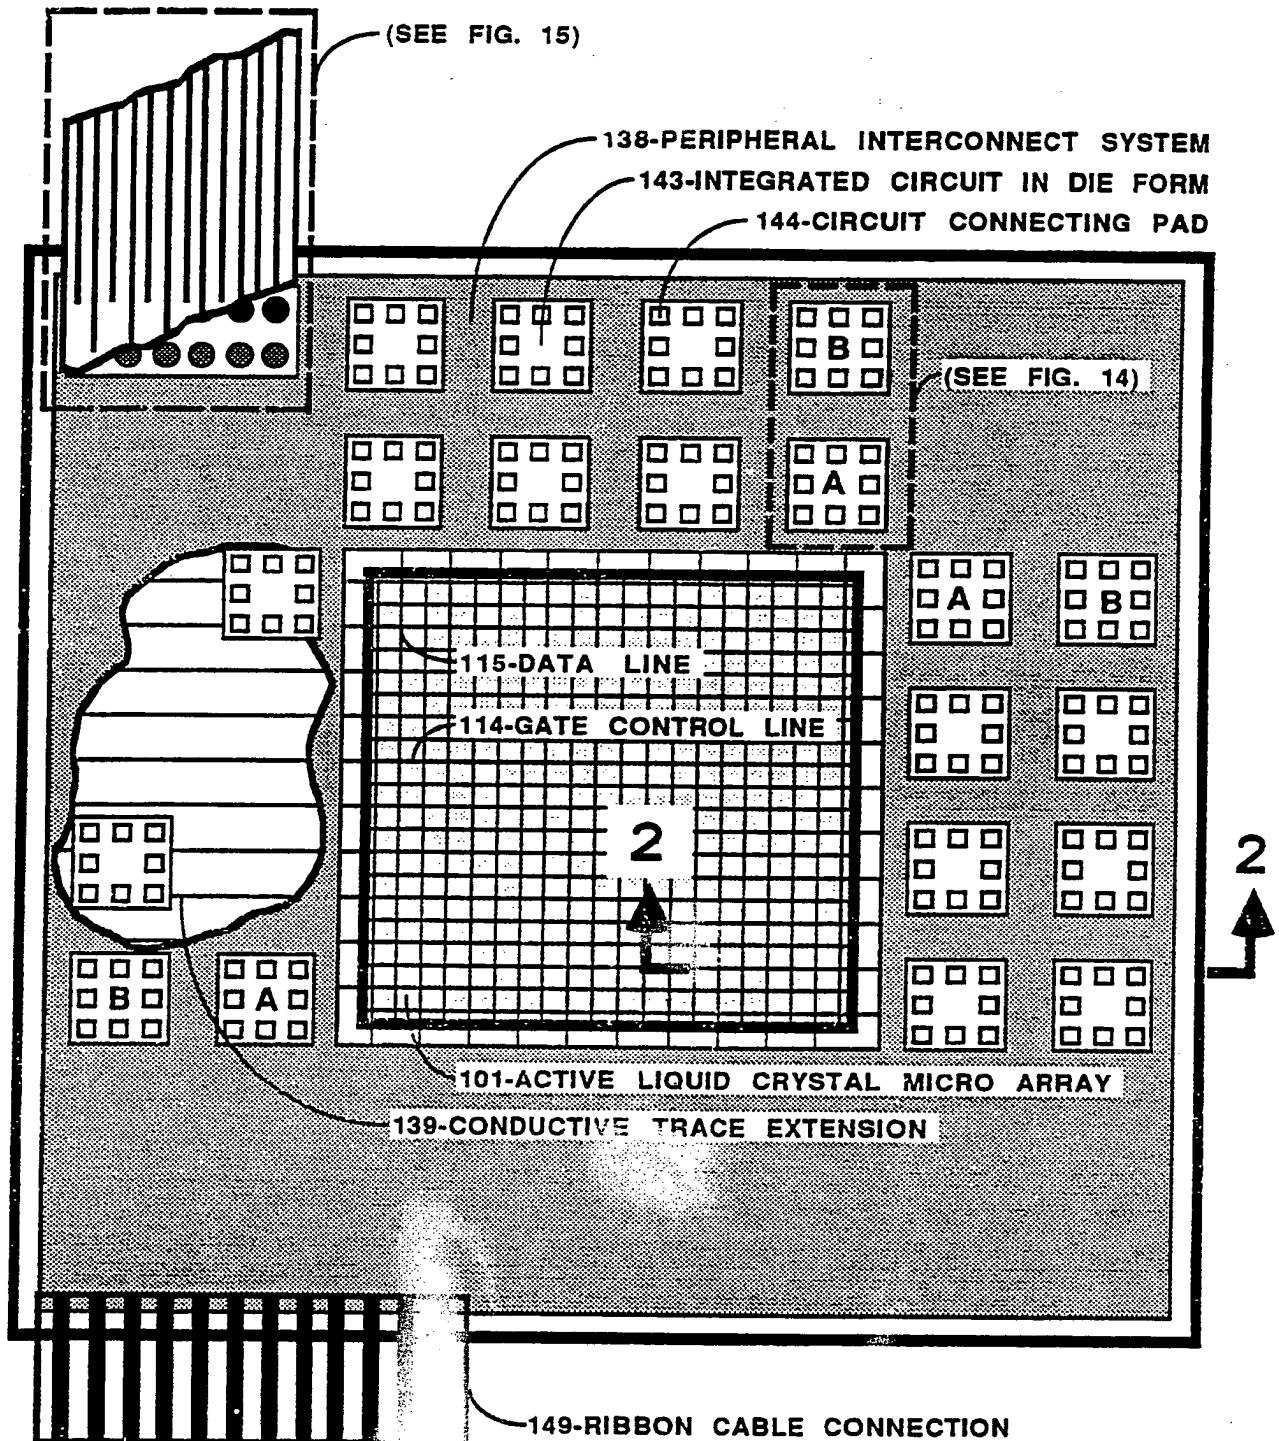 (SEE FIG. 15)
138-PERIPHERAL INTERCONNECT SYSTEM
143-INTEGRATED CIRCUIT IN DIE FORM
144-CIRCUIT CONNECTING PAD
B
(SEE FIG. 14)
A
A B
115-DATA LINE
114-GATE CONTROL LINE
2
2
B A
101-ACTIVE LIQUID CRYSTAL MICRO ARRAY
139-CONDUCTIVE TRACE EXTENSION
149-RIBBON CABLE CONNECTION